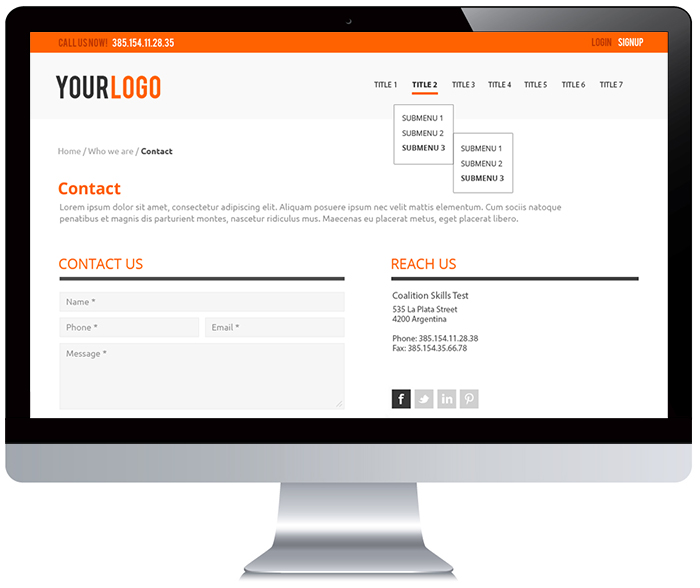 CALL US NOW! 385.154.11.28.35
LOGIN SIGNUP
YOURLOGO
TITLE 1 TITLE 2 TITLE 3 TITLE 4 TITLE 5 TITLE 6 TITLE 7
SUBMENU 1
SUBMENU 2
SUBMENU 3
SUBMENU 1
SUBMENU 2
SUBMENU 3
Home / Who we are / Contact
Contact
Lorem ipsum dolor sit amet, consectetur adipiscing elit. Aliquam posuere ipsum nec velit mattis elementum. Cum sociis natoque
penatibus et magnis dis parturient montes, nascetur ridiculus mus. Maecenas eu placerat metus, eget placerat libero.
CONTACT US
Name *
Phone * Email *
Message *
REACH US
Coalition Skills Test
535 La Plata Street
4200 Argentina
Phone: 385.154.11.28.38
Fax: 385.154.35.66.78
f in